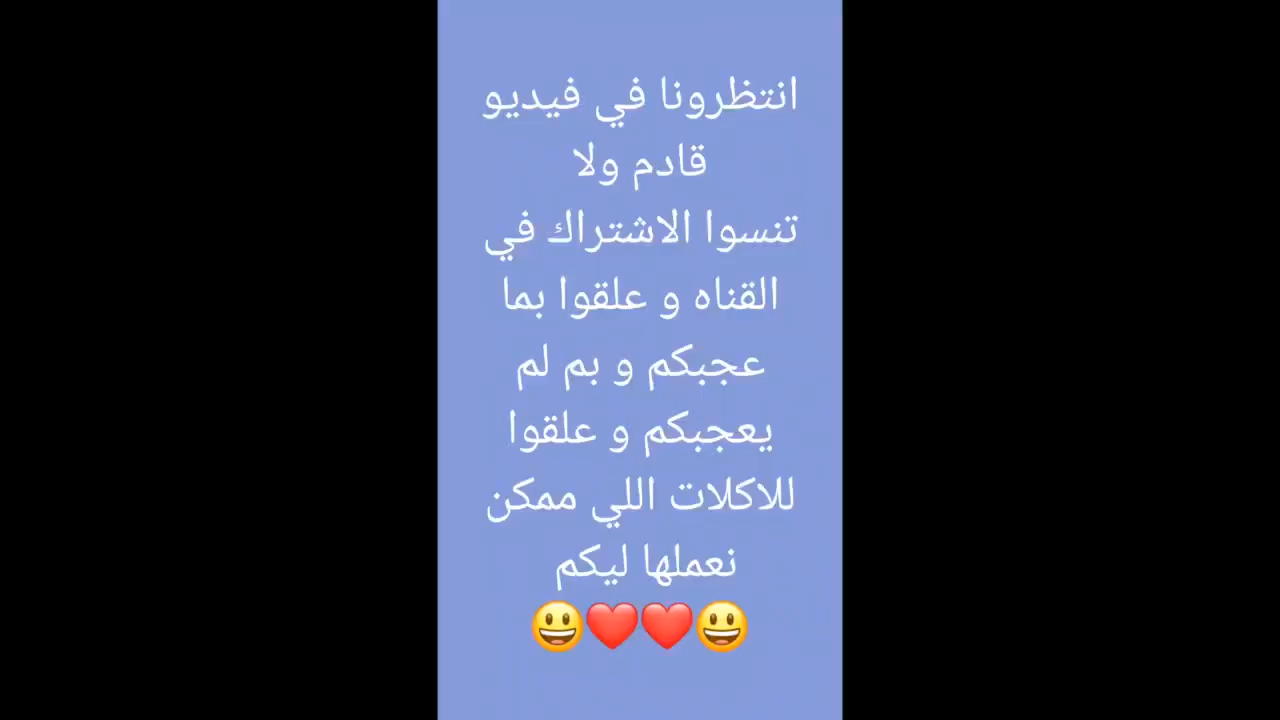 انتظرونا في فيديو
قادم ولا
تنسوا الاشتراك في
القناه و علقوا بما
عجبكم و بم لم
يعجبكم و علقوا
للاكلات اللي ممكن
نعملها ليكم
😃❤️❤️😃